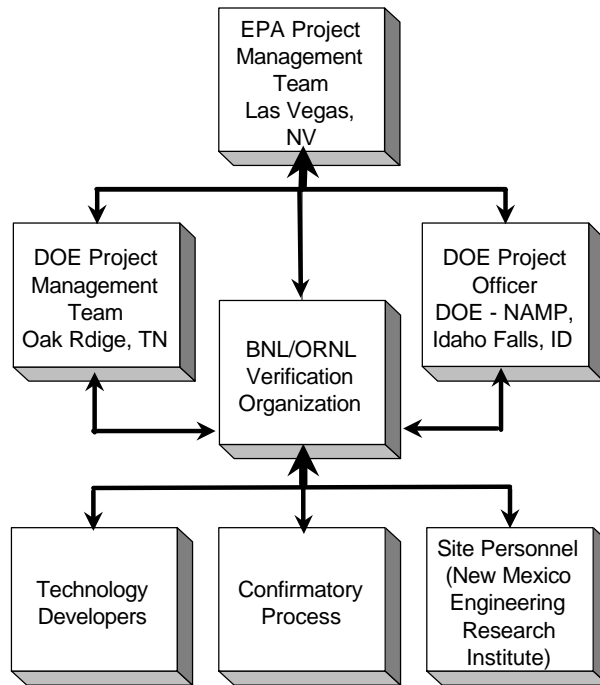 EPA Project
Management
Team
Las Vegas,
NV
DOE Project
Management
Team
Oak Rdige, TN
DOE Project
Officer
DOE - NAMP,
Idaho Falls, ID
BNL/ORNL
Verification
Organization
Technology
Developers
Confirmatory
Process
Site Personnel
(New Mexico
Engineering
Research
Institute)